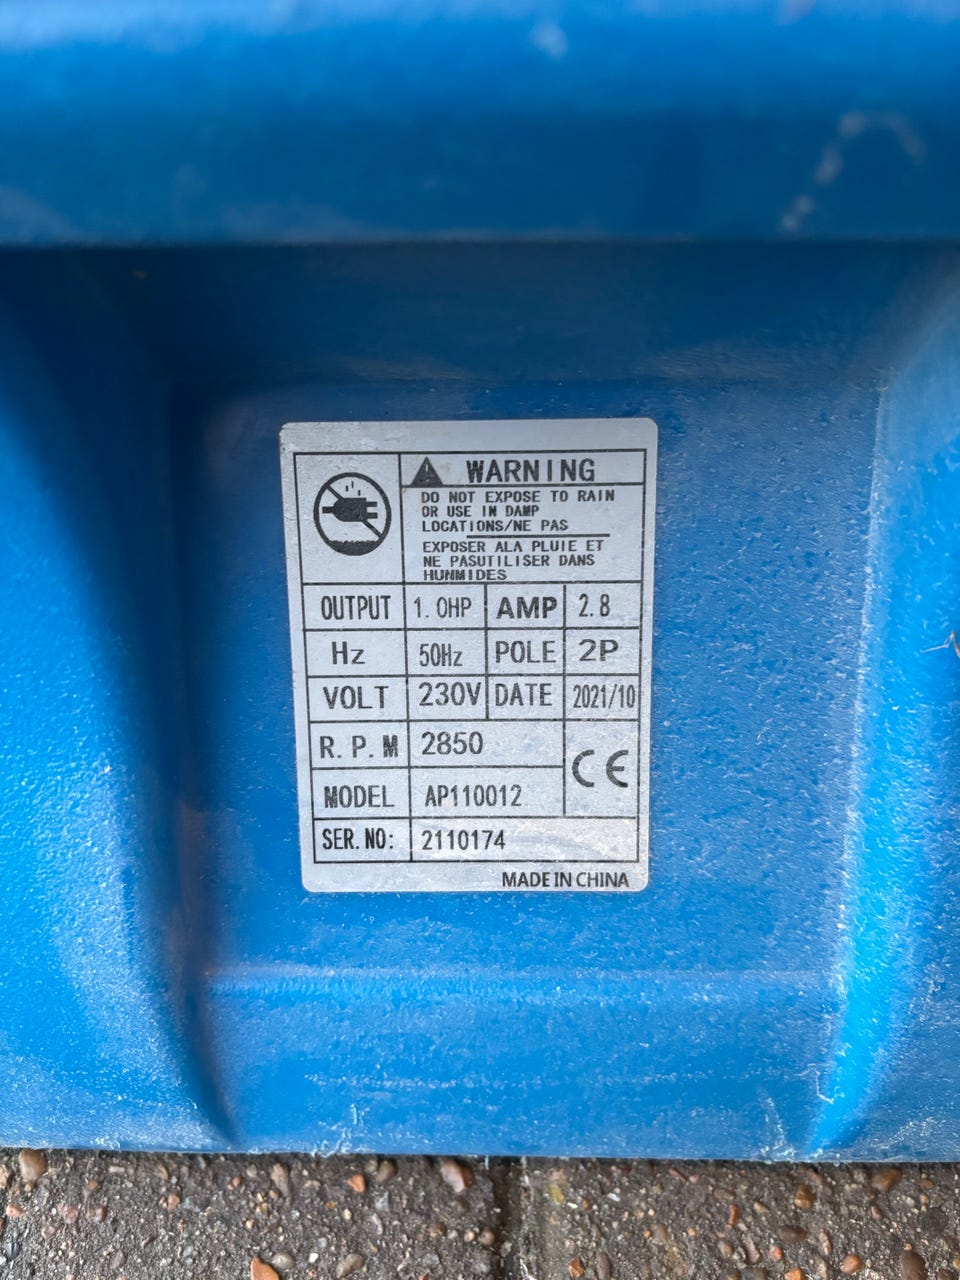 WARNING
DO NOT EXPOSE TO RAIN
OR USE IN DAMP
LOCATIONS/NE PAS
EXPOSER ALA PLUIE ET
NE PASUTILISER DANS
HUNMIDES
OUTPUT 1.0HP AMP 2.8
Hz 50Hz POLE 2P
VOLT 230V DATE 2021/10
R.P.M 2850
CE
MODEL AP110012
SER.NO: 2110174
MADE IN CHINA